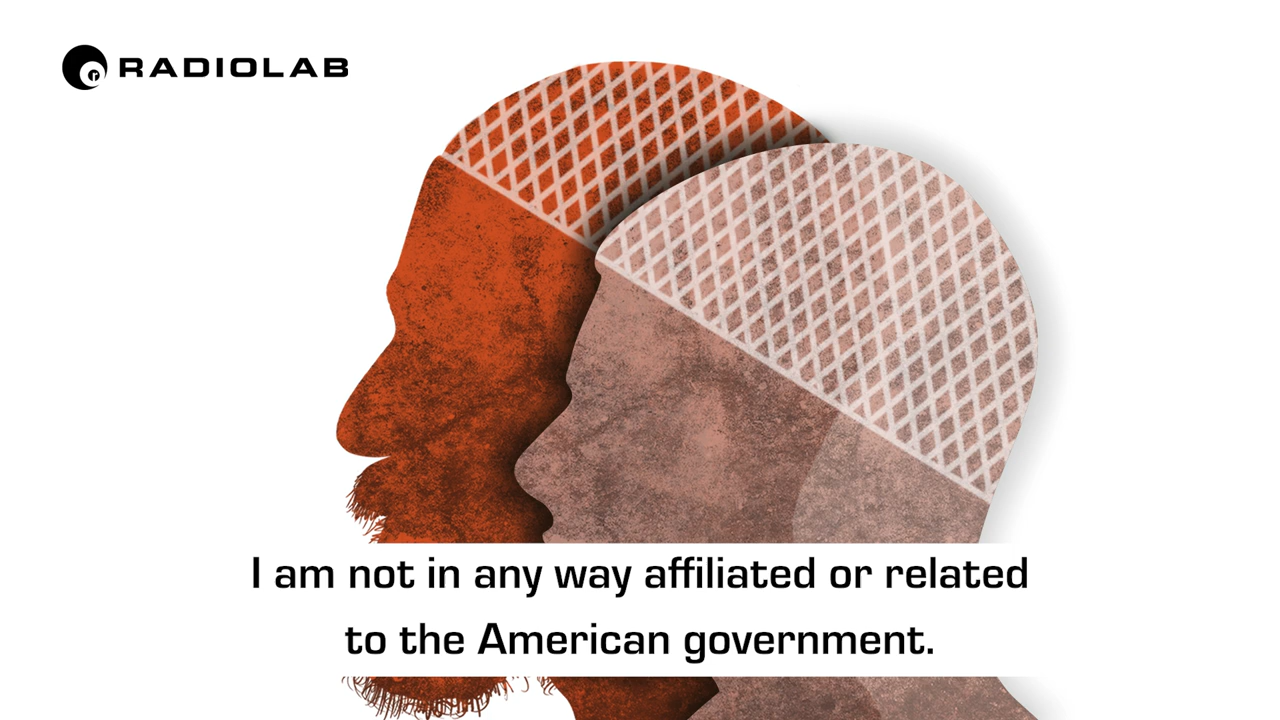 RADIOLAB
I am not in any way affiliated or related
to the American government.